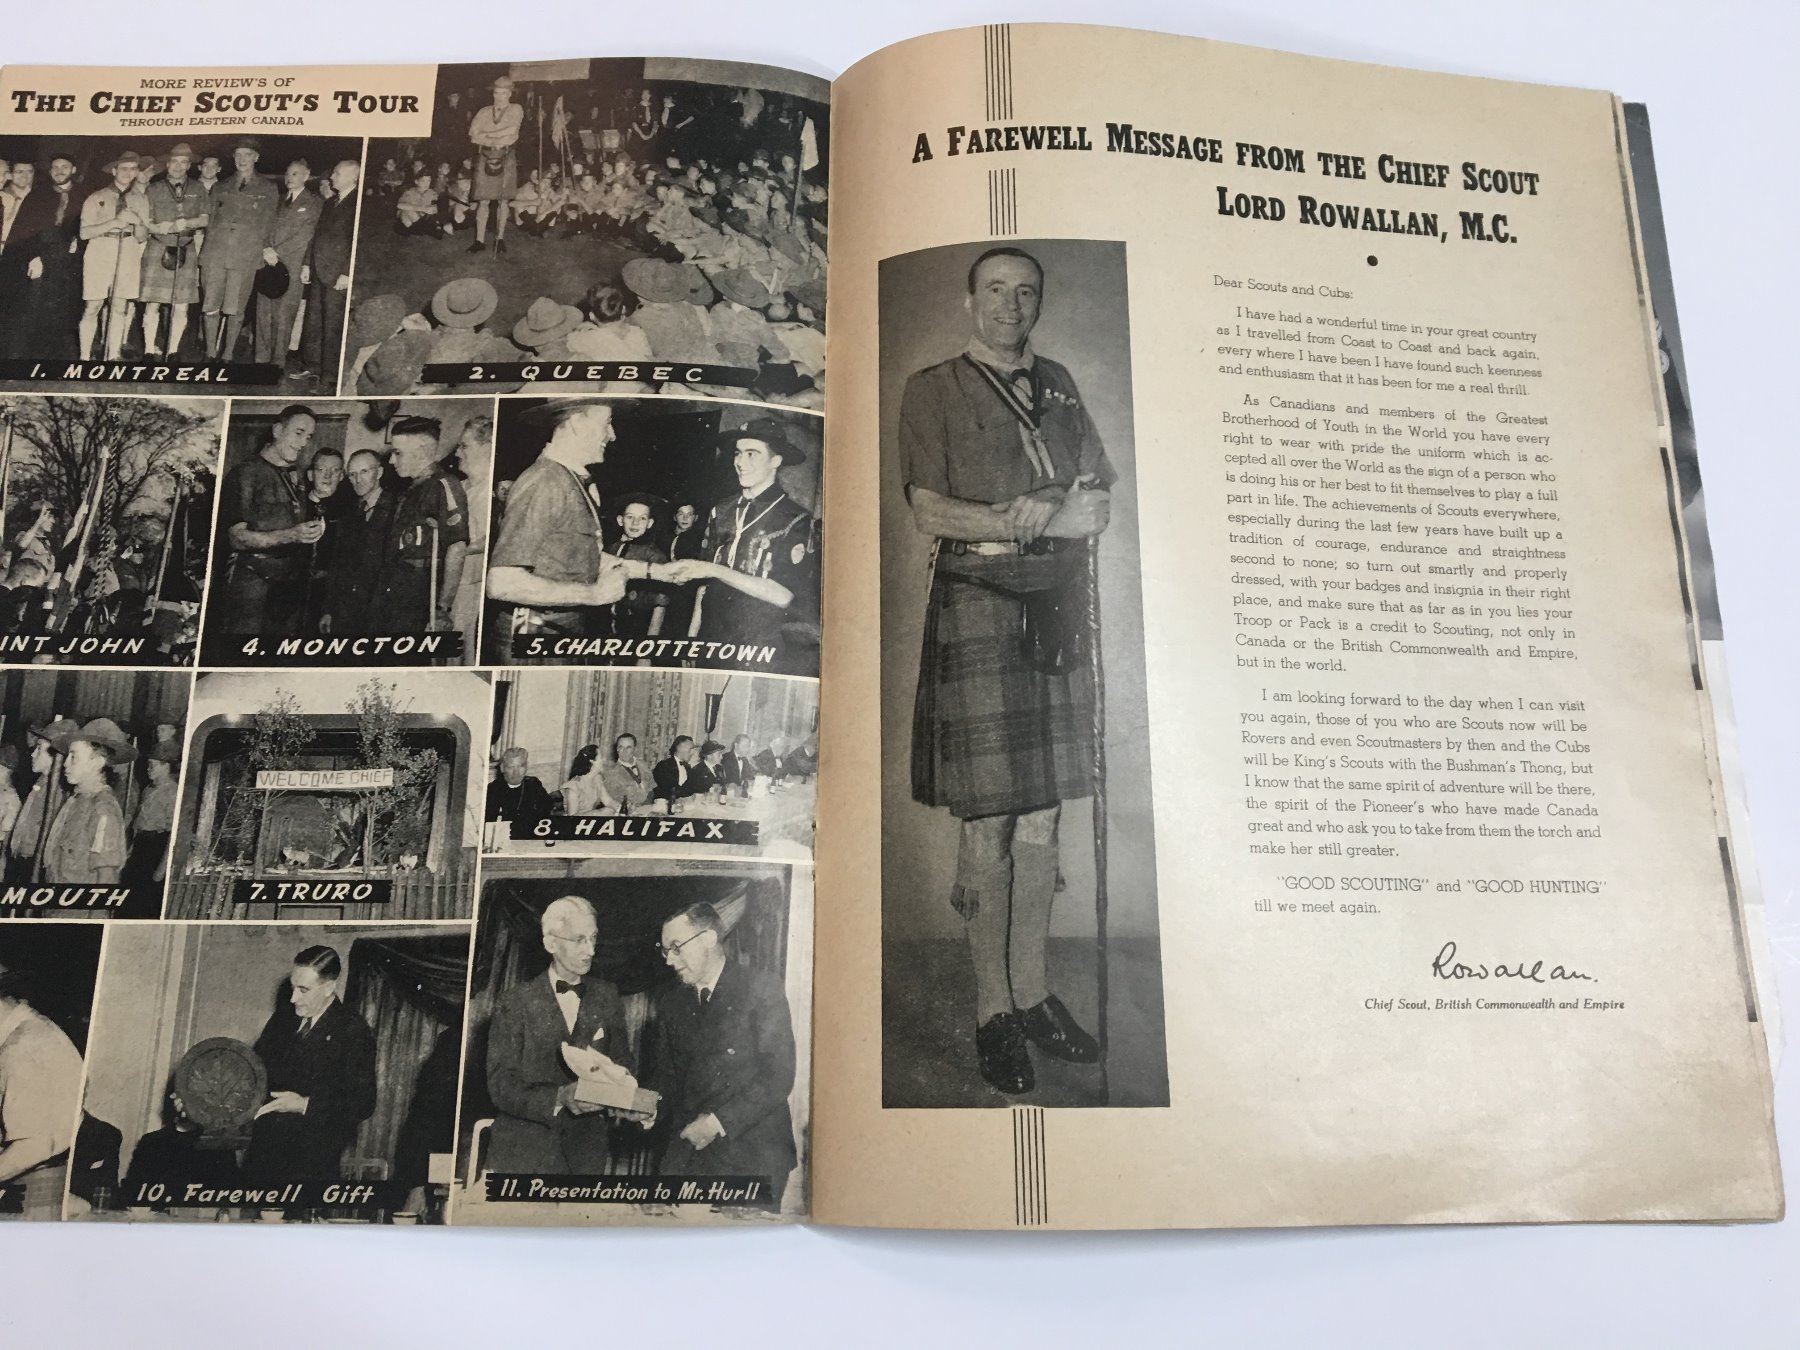 MORE REVIEW'S OF
THE CHIEF SCOUT'S TOUR
THROUGH EASTERN CANADA
1. MONTREAL
2. QUEBEC
INT JOHN
4. MONCTON
5. CHARLOTTETOWN
MOUTH
WELCOME CHIEF
7. TRURO
8. HALIFAX
10. Farewell Gift
11. Presentation to Mr. Hurll
A FAREWELL MESSAGE FROM THE CHIEF SCOUT
LORD ROWALLAN, M.C.
Dear Scouts and Cubs:
I have had a wonderful time in your great country
as I travelled from Coast to Coast and back again,
every where I have been I have found such keenness
and enthusiasm that it has been for me a real thrill.
As Canadians and members of the Greatest
Brotherhood of Youth in the World you have every
right to wear with pride the uniform which is ac-
cepted all over the World as the sign of a person who
is doing his or her best to fit themselves to play a full
part in life. The achievements of Scouts everywhere,
especially during the last few years have built up a
tradition of courage, endurance and straightness
second to none; so turn out smartly and properly
dressed, with your badges and insignia in their right
place, and make sure that as far as in you lies your
Troop or Pack is a credit to Scouting, not only in
Canada or the British Commonwealth and Empire,
but in the world.
I am looking forward to the day when I can visit
you again, those of you who are Scouts now will be
Rovers and even Scoutmasters by then and the Cubs
will be King's Scouts with the Bushman's Thong, but
I know that the same spirit of adventure will be there,
the spirit of the Pioneer's who have made Canada
great and who ask you to take from them the torch and
make her still greater.
"GOOD SCOUTING" and "GOOD HUNTING"
till we meet again.
Rowallan.
Chief Scout, British Commonwealth and Empire